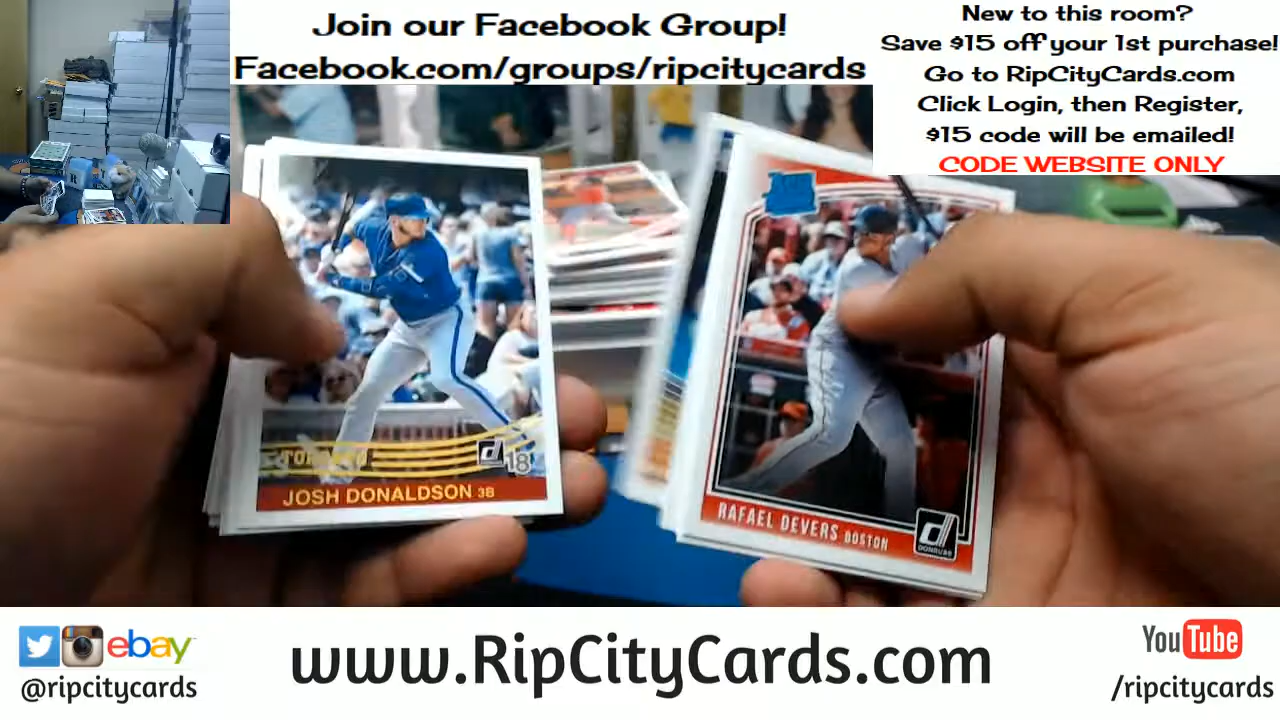 Join our Facebook Group!
Facebook.com/groups/ripcitycards
New to this room?
Save $15 off your 1st purchase!
Go to RipCityCards.com
Click Login, then Register,
$15 code will be emailed!
CODE WEBSITE ONLY
TORONTO
d 18
JOSH DONALDSON 3B
RAFAEL DEVERS BOSTON
d
DONRUSS
ebay
@ripcitycards
www.RipCityCards.com
YouTube
/ripcitycards